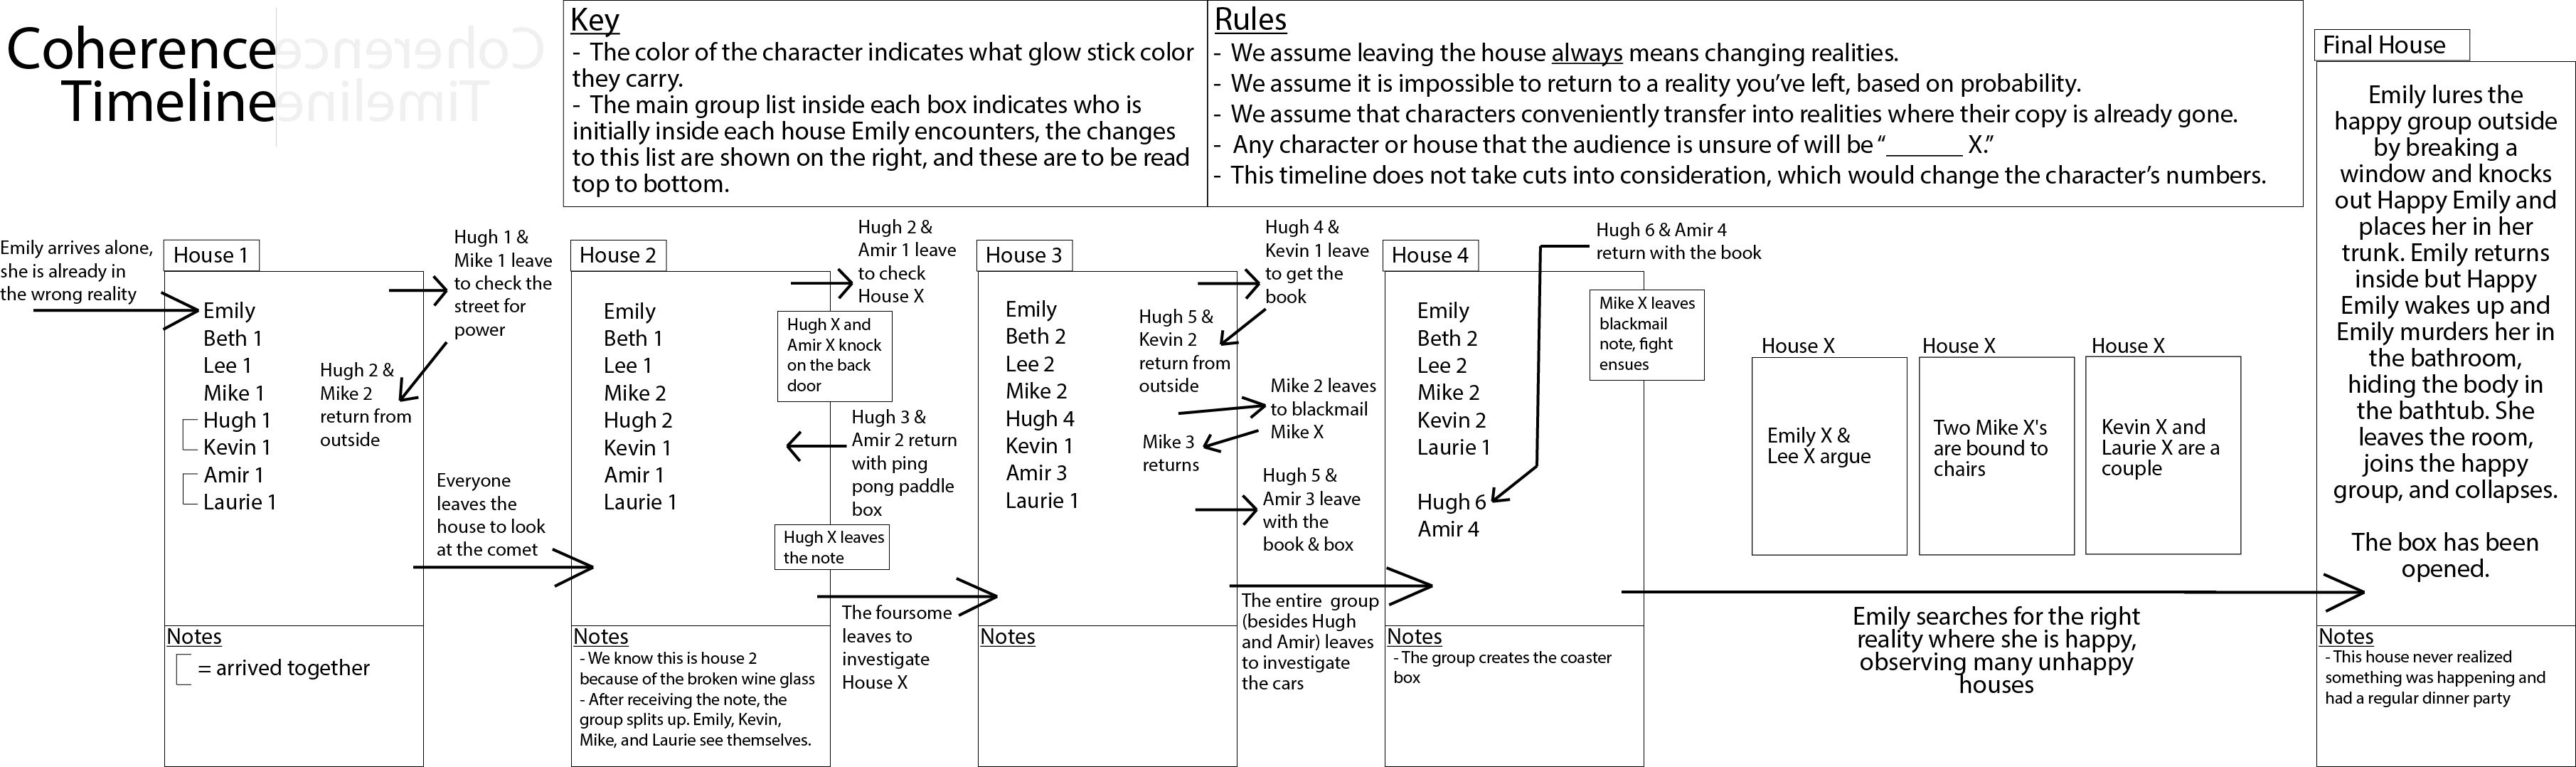 Coherence
Timeline
Coherence
Timeline
Key
- The color of the character indicates what glow stick color
they carry.
- The main group list inside each box indicates who is
initially inside each house Emily encounters, the changes
to this list are shown on the right, and these are to be read
top to bottom.
Rules
- We assume leaving the house always means changing realities.
- We assume it is impossible to return to a reality you’ve left, based on probability.
- We assume that characters conveniently transfer into realities where their copy is already gone.
- Any character or house that the audience is unsure of will be “______ X.”
- This timeline does not take cuts into consideration, which would change the character’s numbers.
Emily arrives alone,
she is already in
the wrong reality
House 1
Emily
Beth 1
Lee 1
Mike 1
Hugh 1
Kevin 1
Amir 1
Laurie 1
Hugh 1 &
Mike 1 leave
to check the
street for
power
Hugh 2 &
Mike 2
return from
outside
Everyone
leaves the
house to look
at the comet
Notes
= arrived together
House 2
Emily
Beth 1
Lee 1
Mike 2
Hugh 2
Kevin 1
Amir 1
Laurie 1
Hugh 2 &
Amir 1 leave
to check
House X
Hugh X and
Amir X knock
on the back
door
Hugh 3 &
Amir 2 return
with ping
pong paddle
box
Hugh X leaves
the note
The foursome
leaves to
investigate
House X
Notes
- We know this is house 2
because of the broken wine glass
- After receiving the note, the
group splits up. Emily, Kevin,
Mike, and Laurie see themselves.
House 3
Emily
Beth 2
Lee 2
Mike 2
Hugh 4
Kevin 1
Amir 3
Laurie 1
Hugh 4 &
Kevin 1 leave
to get the
book
Hugh 5 &
Kevin 2
return from
outside
Mike 2 leaves
to blackmail
Mike X
Mike 3
returns
Hugh 5 &
Amir 3 leave
with the
book & box
The entire group
(besides Hugh
and Amir) leaves
to investigate
the cars
Notes
House 4
Emily
Beth 2
Lee 2
Mike 2
Kevin 2
Laurie 1
Hugh 6
Amir 4
Hugh 6 & Amir 4
return with the book
Mike X leaves
blackmail
note, fight
ensues
Notes
- The group creates the coaster
box
House X
Emily X &
Lee X argue
House X
Two Mike X's
are bound to
chairs
House X
Kevin X and
Laurie X are a
couple
Emily searches for the right
reality where she is happy,
observing many unhappy
houses
Final House
Emily lures the
happy group outside
by breaking a
window and knocks
out Happy Emily and
places her in her
trunk. Emily returns
inside but Happy
Emily wakes up and
Emily murders her in
the bathroom,
hiding the body in
the bathtub. She
leaves the room,
joins the happy
group, and collapses.
The box has been
opened.
Notes
- This house never realized
something was happening and
had a regular dinner party